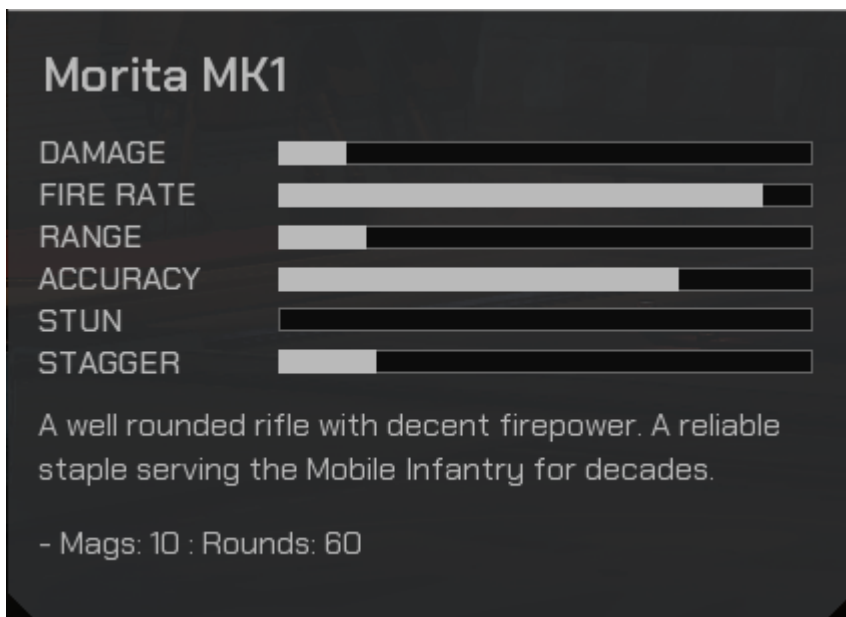 Morita MK1
DAMAGE
FIRE RATE
RANGE
ACCURACY
STUN
STAGGER
A well rounded rifle with decent firepower. A reliable
staple serving the Mobile Infantry for decades.
- Mags: 10 : Rounds: 60